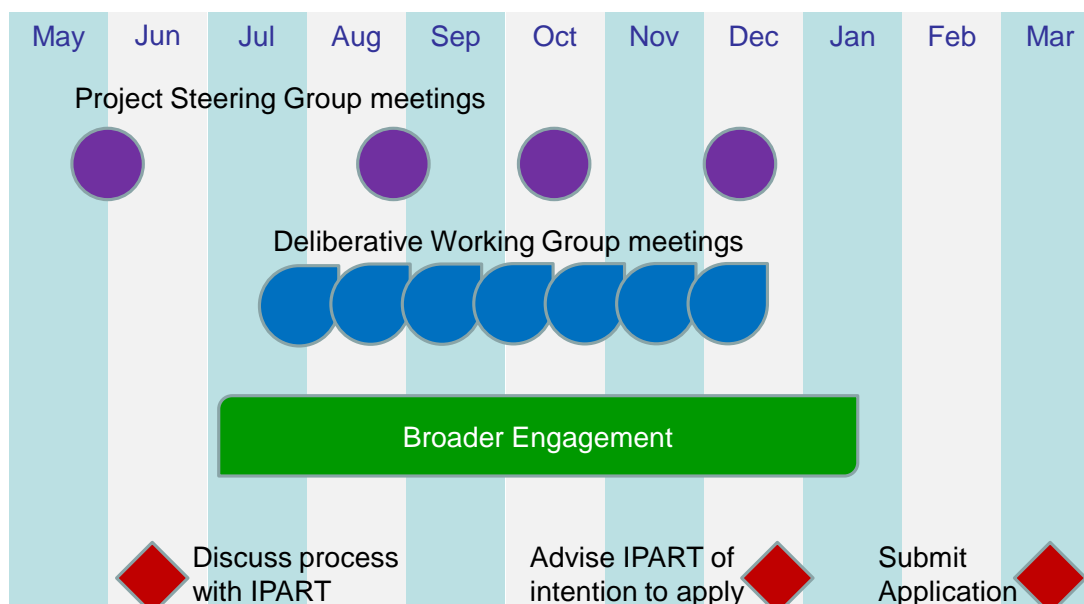 May Jun Jul Aug Sep Oct Nov Dec Jan Feb Mar
Project Steering Group meetings
Deliberative Working Group meetings
Broader Engagement
Discuss process
with IPART
Advise IPART of
intention to apply
Submit
Application